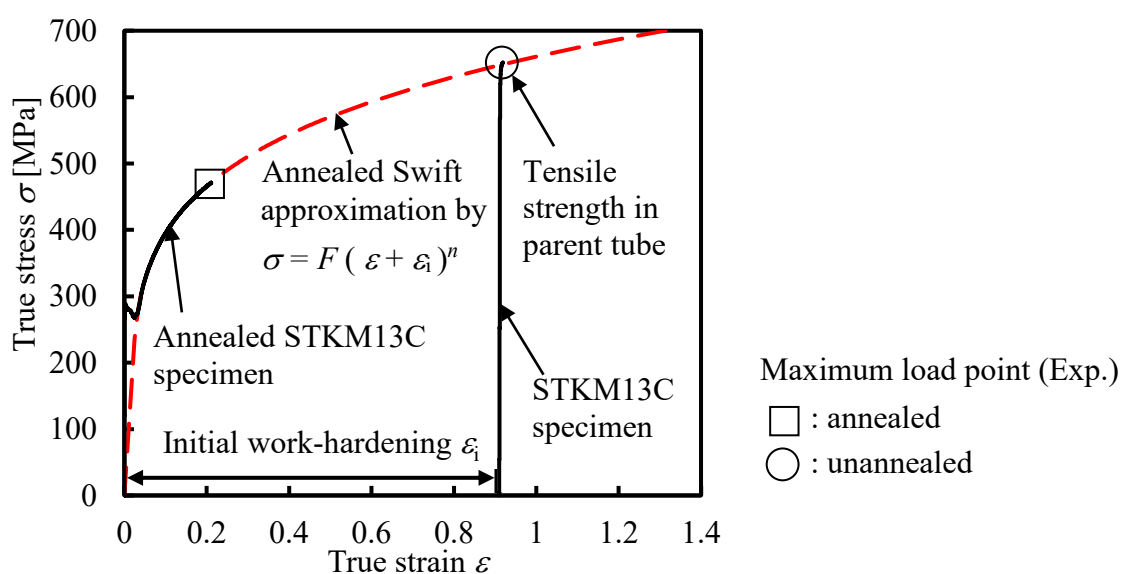 700
600
500
400
300
200
100
0
True stress σ [MPa]
Annealed Swift
approximation by
σ = F ( ε + εi )ⁿ
Tensile
strength in
parent tube
Annealed STKM13C
specimen
STKM13C
specimen
Initial work-hardening εi
0 0.2 0.4 0.6 0.8 1 1.2 1.4
True strain ε
Maximum load point (Exp.)
: annealed
: unannealed